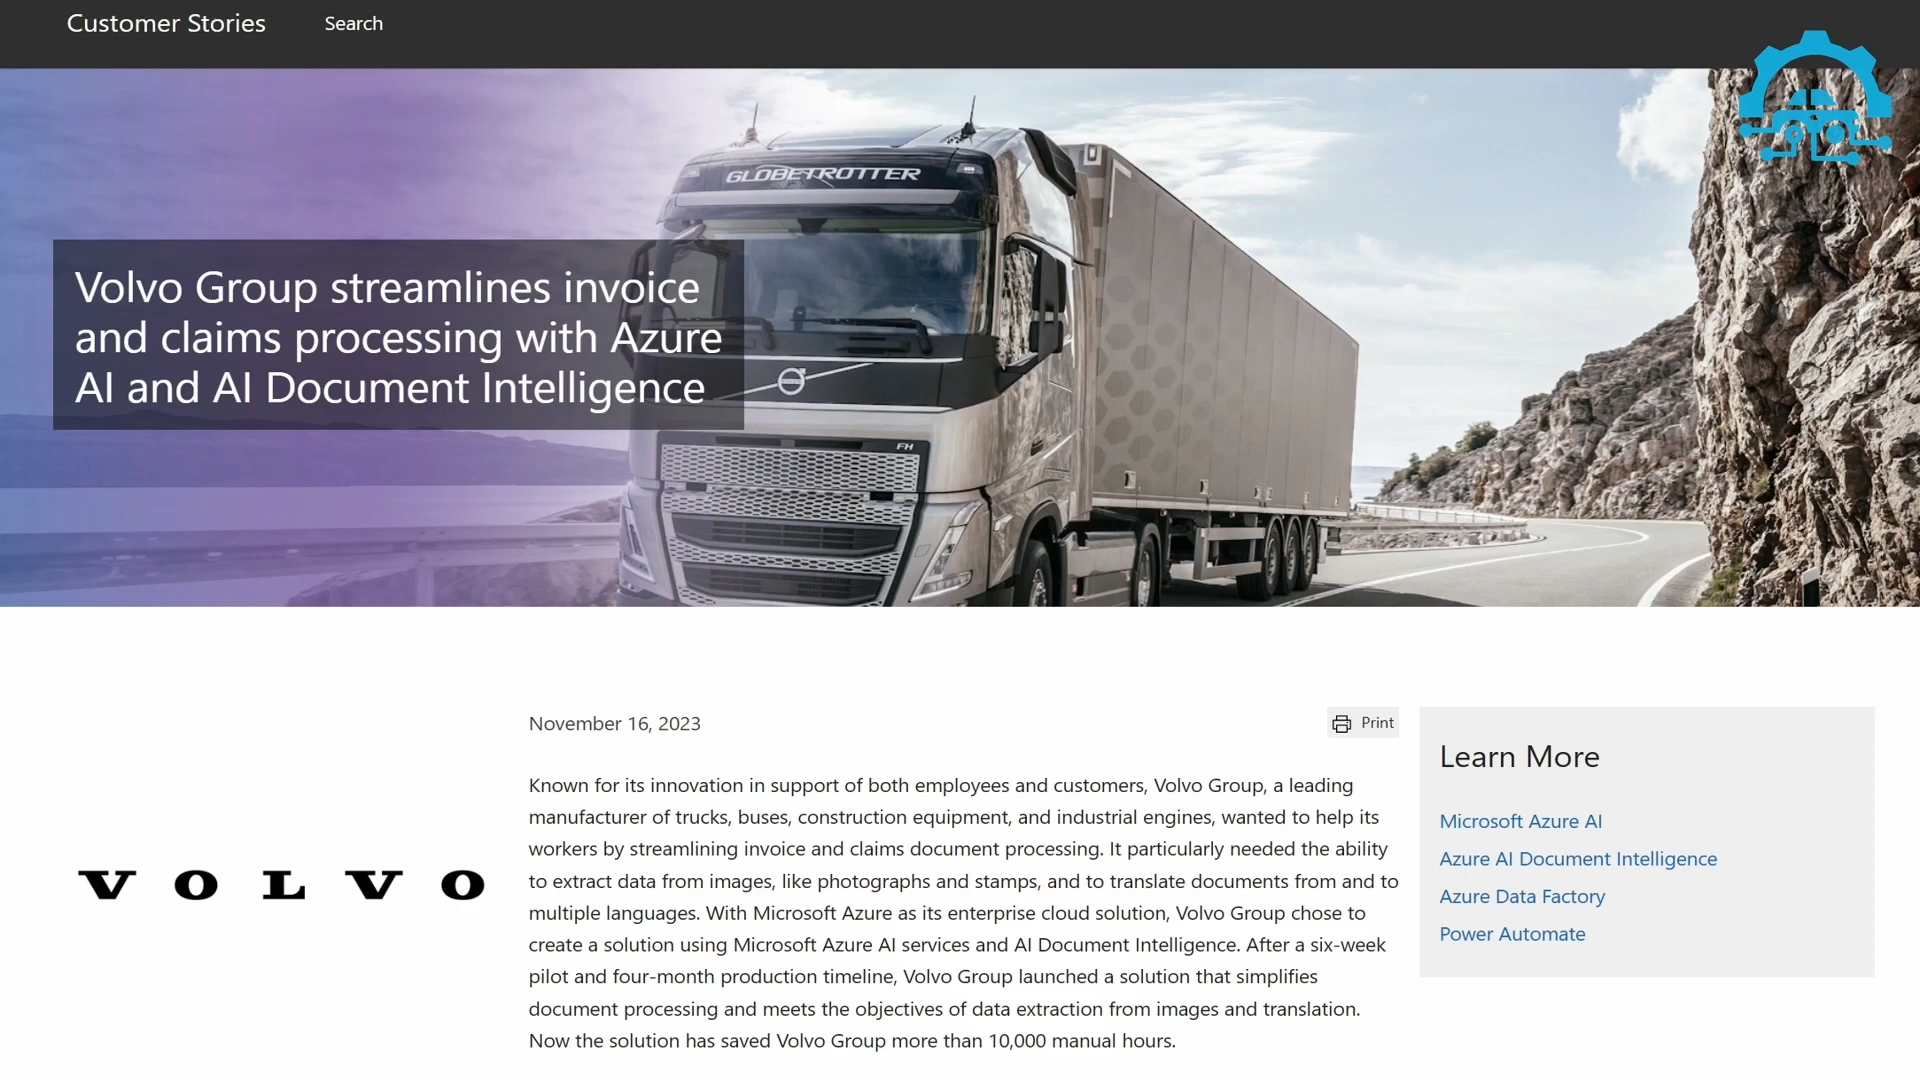 Customer Stories
Search
GLOBETROTTER
Volvo Group streamlines invoice
and claims processing with Azure
AI and AI Document Intelligence
FH
November 16, 2023
Print
Known for its innovation in support of both employees and customers, Volvo Group, a leading
manufacturer of trucks, buses, construction equipment, and industrial engines, wanted to help its
workers by streamlining invoice and claims document processing. It particularly needed the ability
to extract data from images, like photographs and stamps, and to translate documents from and to
multiple languages. With Microsoft Azure as its enterprise cloud solution, Volvo Group chose to
create a solution using Microsoft Azure AI services and AI Document Intelligence. After a six-week
pilot and four-month production timeline, Volvo Group launched a solution that simplifies
document processing and meets the objectives of data extraction from images and translation.
Now the solution has saved Volvo Group more than 10,000 manual hours.
VOLVO
Learn More
Microsoft Azure AI
Azure AI Document Intelligence
Azure Data Factory
Power Automate